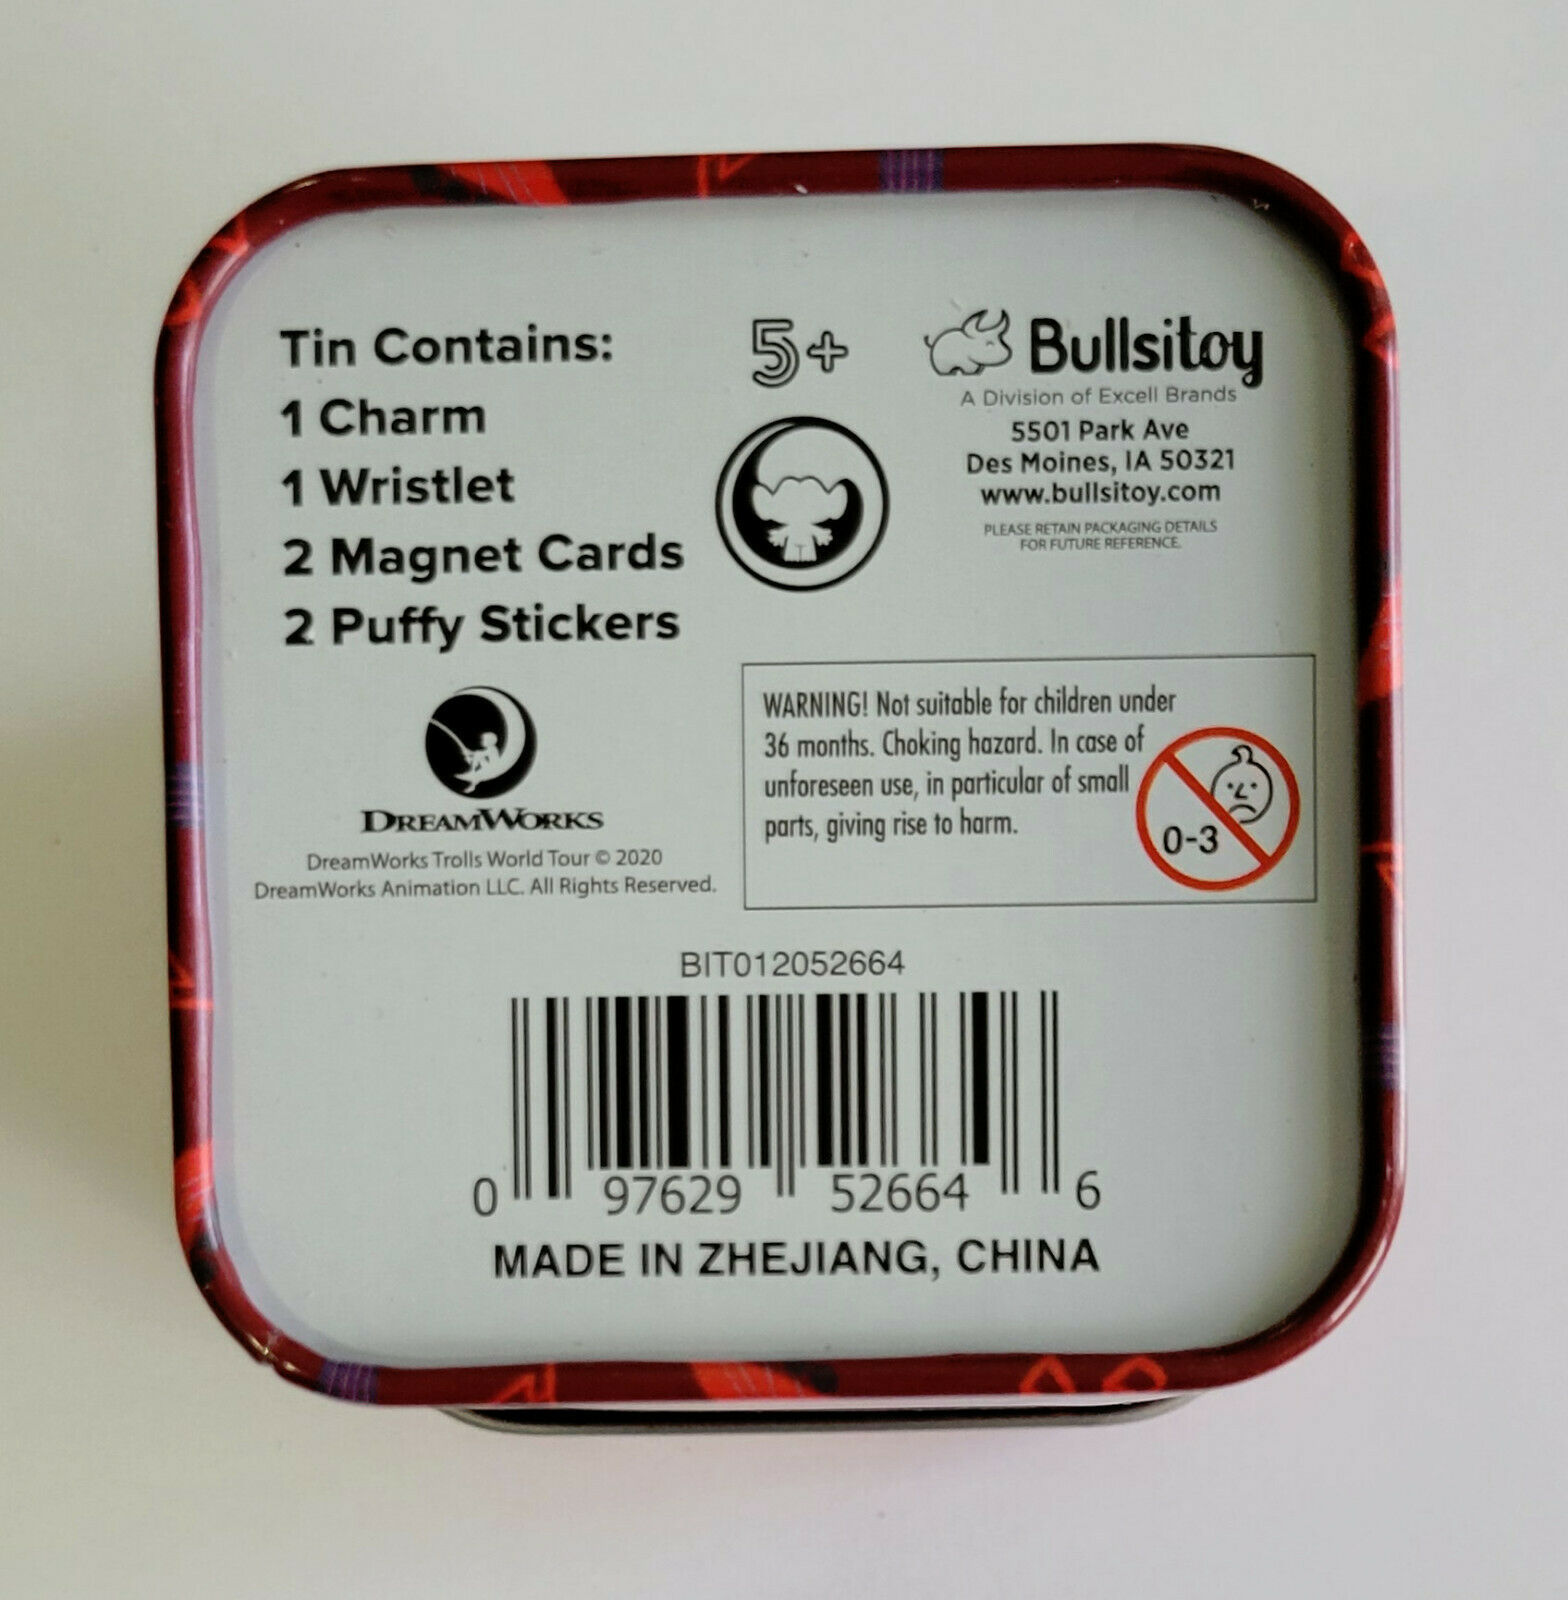 Tin Contains:
1 Charm
1 Wristlet
2 Magnet Cards
2 Puffy Stickers
5+
Bullsitoy
A Division of Excell Brands
5501 Park Ave
Des Moines, IA 50321
www.bullsitoy.com
PLEASE RETAIN PACKAGING DETAILS
FOR FUTURE REFERENCE.
DREAMWORKS
DreamWorks Trolls World Tour © 2020
DreamWorks Animation LLC. All Rights Reserved.
WARNING! Not suitable for children under
36 months. Choking hazard. In case of
unforeseen use, in particular of small
parts, giving rise to harm.
0-3
BIT012052664
0 97629 52664 6
MADE IN ZHEJIANG, CHINA